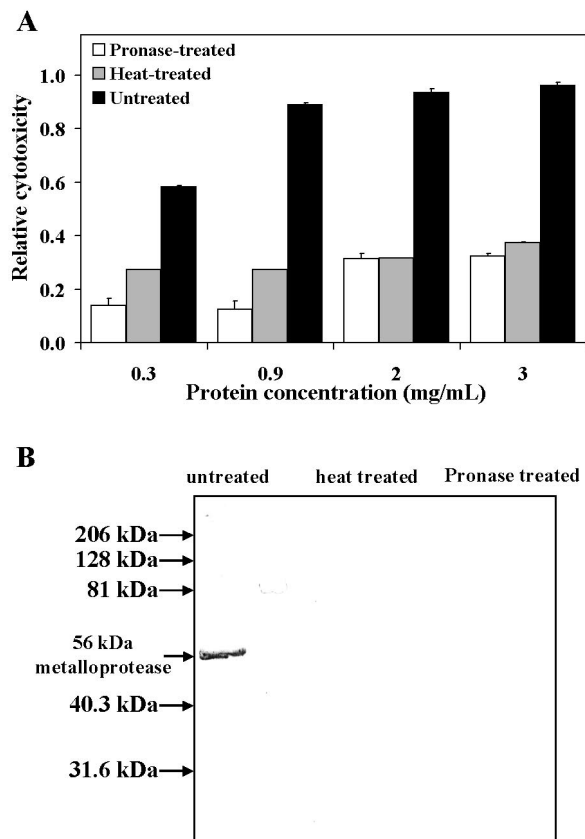 A
Pronase-treated
Heat-treated
Untreated
Relative cytotoxicity
1.0
0.8
0.6
0.4
0.2
0.0
0.3 0.9 2 3
Protein concentration (mg/mL)
B
untreated heat treated Pronase treated
206 kDa
128 kDa
81 kDa
56 kDa
metalloprotease
40.3 kDa
31.6 kDa